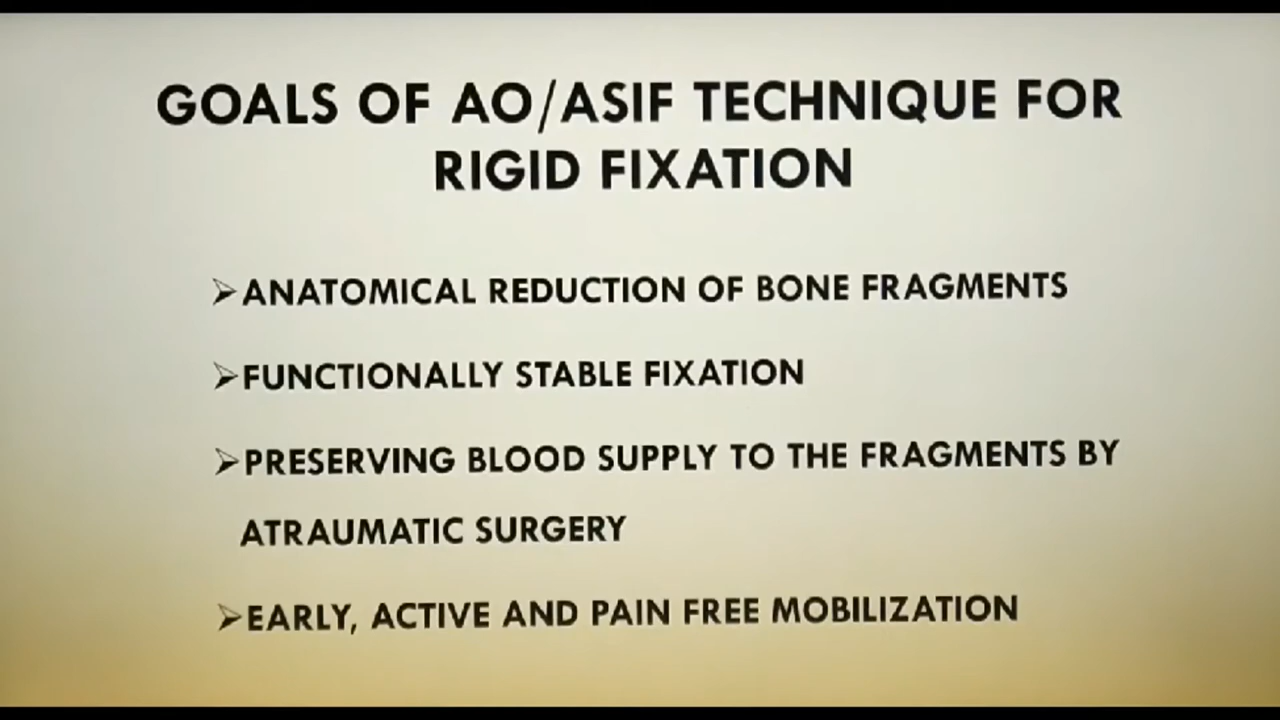 GOALS OF AO/ASIF TECHNIQUE FOR
RIGID FIXATION
➢ANATOMICAL REDUCTION OF BONE FRAGMENTS
➢FUNCTIONALLY STABLE FIXATION
➢PRESERVING BLOOD SUPPLY TO THE FRAGMENTS BY
ATRAUMATIC SURGERY
➢EARLY, ACTIVE AND PAIN FREE MOBILIZATION